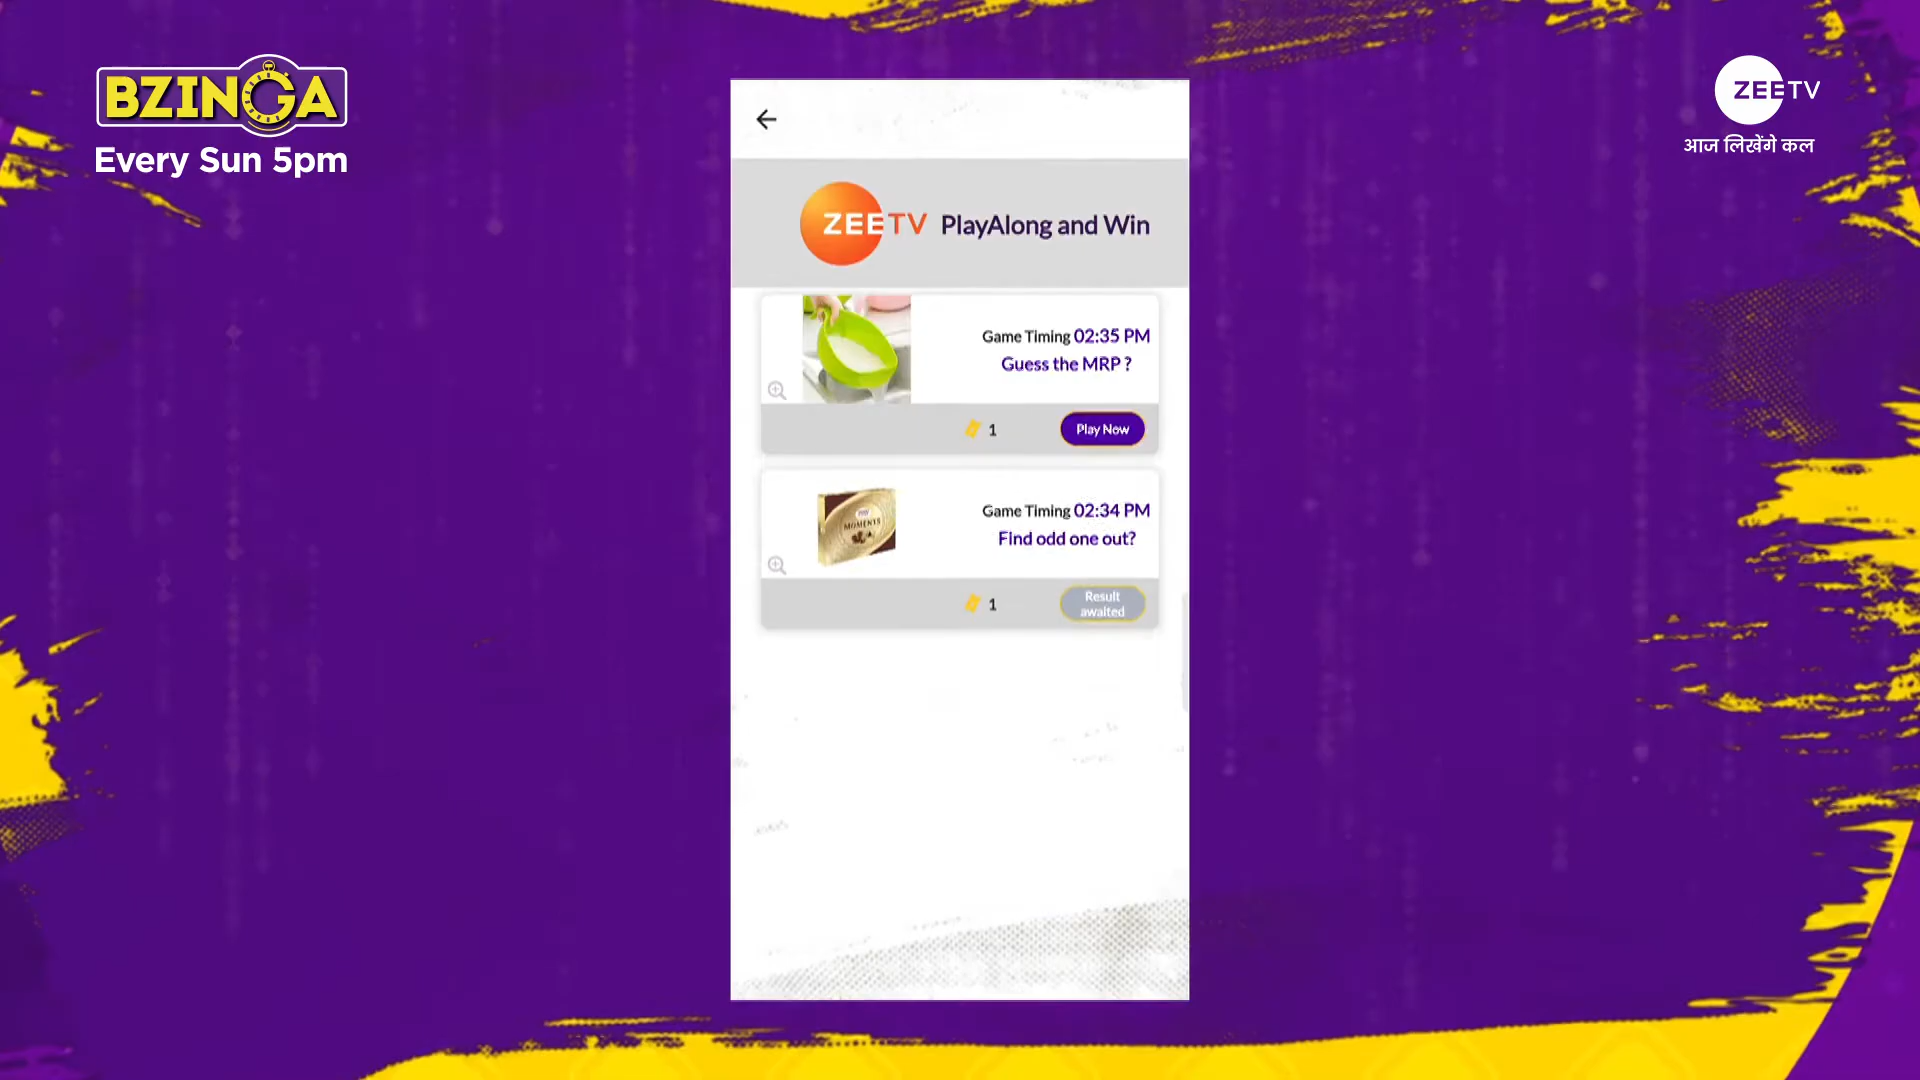 BZINGA
Every Sun 5pm
ZEETV
आज लिखेंगे कल
ZEETV PlayAlong and Win
Game Timing 02:35 PM
Guess the MRP ?
1
Play Now
MOMENTS
Game Timing 02:34 PM
Find odd one out?
1
Result
awaited